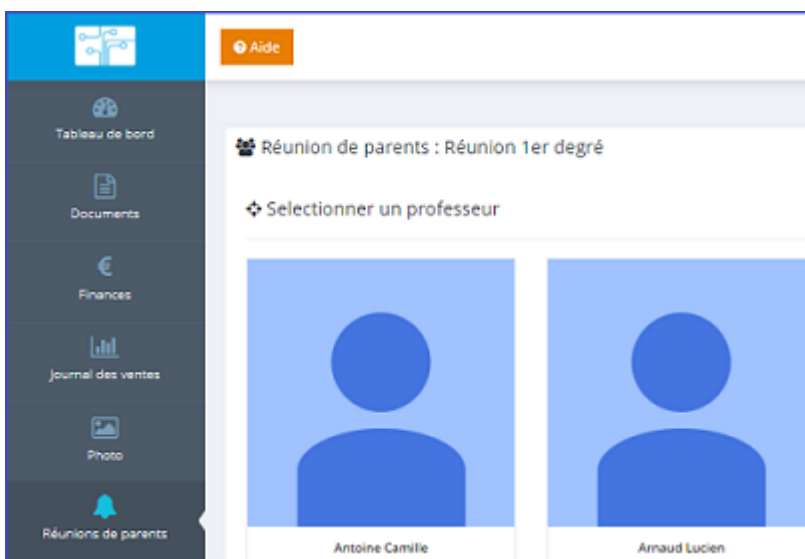 Aide
Tableau de bord
Documents
Finances
Journal des ventes
Photo
Réunions de parents
Réunion de parents : Réunion 1er degré
Selectionner un professeur
Antoine Camille
Arnaud Lucien